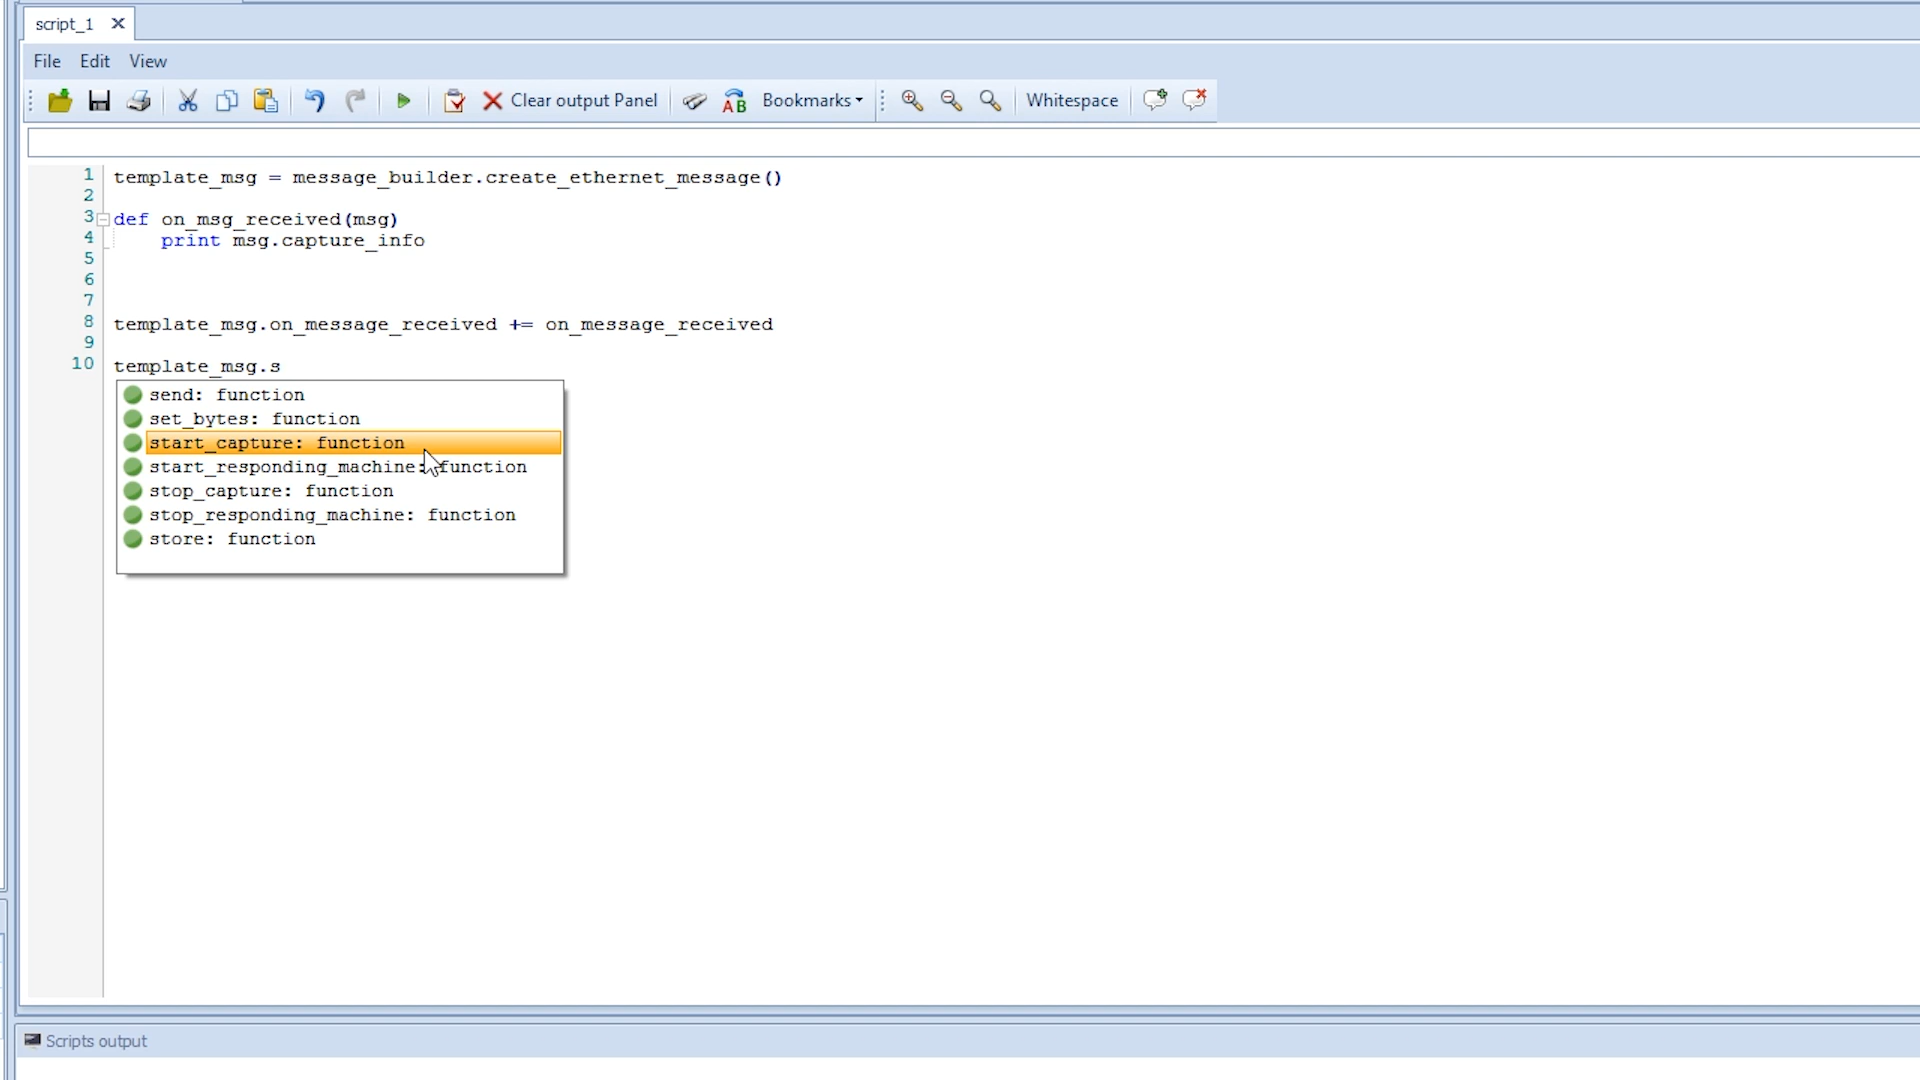 script_1
File Edit View
Clear output Panel AB Bookmarks Whitespace
1 template_msg = message_builder.create_ethernet_message()
2
3 def on_msg_received(msg)
4 print msg.capture_info
5
6
7
8 template_msg.on_message_received += on_message_received
9
10 template_msg.s
send: function
set_bytes: function
start_capture: function
start_responding_machine: function
stop_capture: function
stop_responding_machine: function
store: function
Scripts output